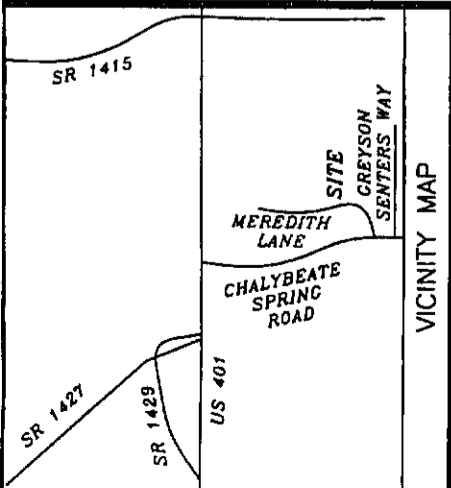 SR 1415
SITE
GREYSON
SENTERS WAY
MEREDITH
LANE
CHALYBEATE
SPRING
ROAD
VICINITY MAP
US 401
SR 1427
SR 1429